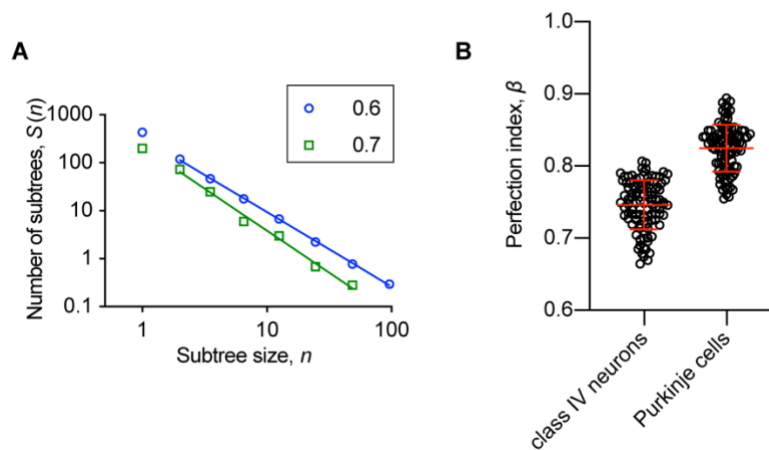 A
Number of subtrees, S(n)
1000
100
10
1
0.1
1
10
100
Subtree size, n
0.6
0.7
B
Perfection index, β
1.0
0.9
0.8
0.7
0.6
class IV neurons
Purkinje cells